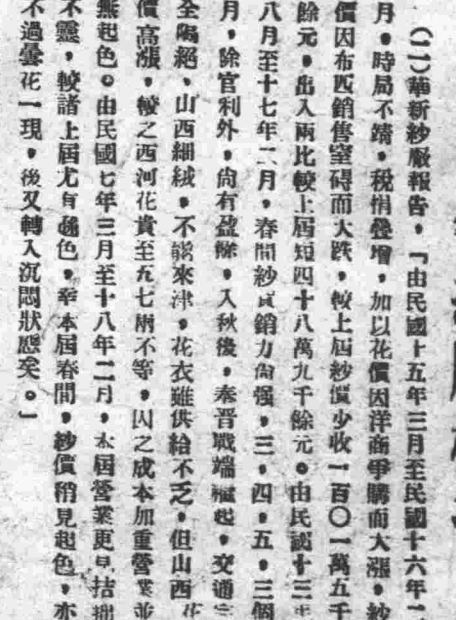 （二）華新紗廠報告，「由民國十五年三月至民國十六年
月，時局不靖，稅捐疊增，加以花價因洋商爭購而大漲，紗
價因布匹銷售窒碍而大跌，較上屆紗價少收一百〇一萬五千
餘元，出入兩比較上屆短四十八萬九千餘元。由民國十三
八月至十七年二月，春間紗銷力尚强，三，四，五，三個
月，除官利外，尚有盈餘，入秋後，奉晉戰端起，交通
全隔絕、山西細絨，不能來津，花衣雖供給不乏，但山西花
價高漲，較之西河花貴至五七兩不等，因之成本加重營業並
無起色。由民國七年三月至十八年二月，本屆營業更見拮据
不靈，較諸上屆尤有遜色，幸本屆春間，紗價稍見起色，亦
不過曇花一現，後又轉入沉悶狀態矣。」